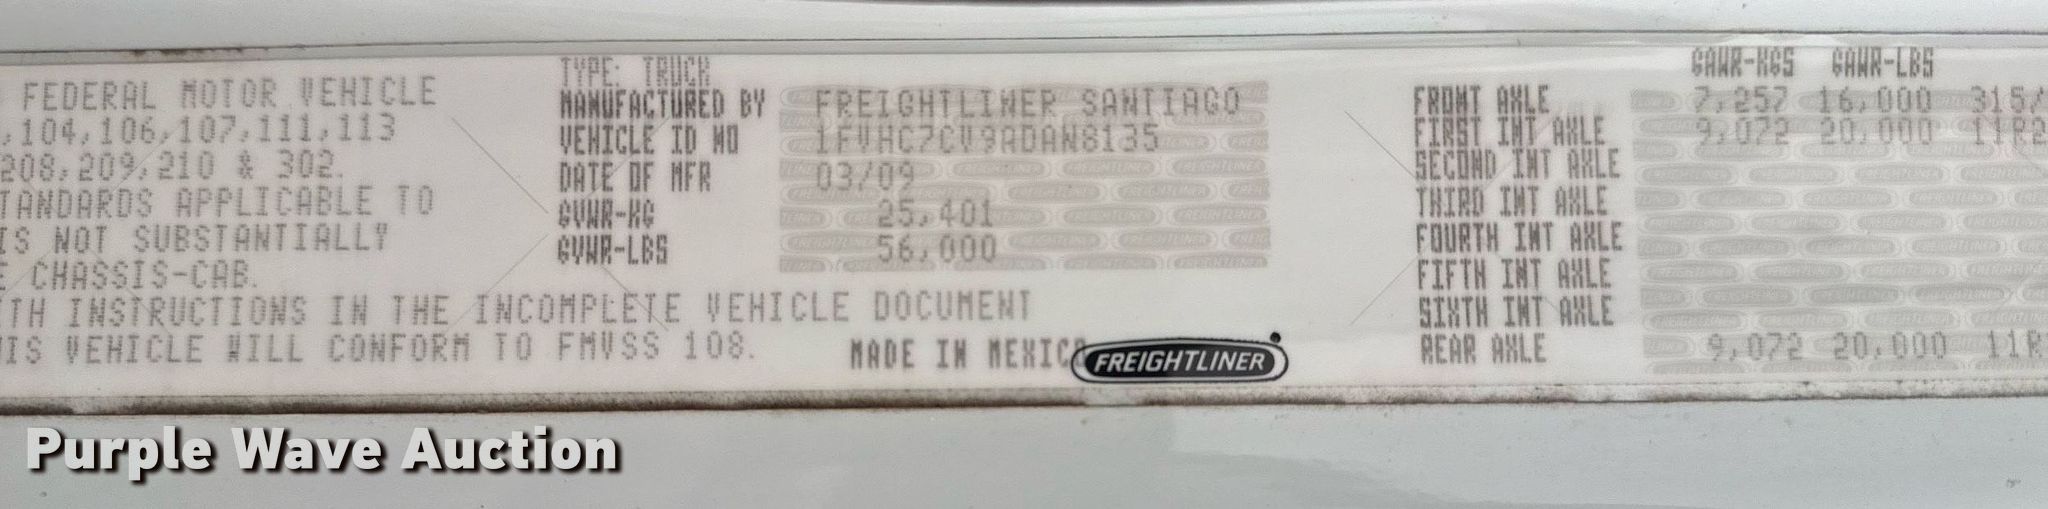 FEDERAL MOTOR VEHICLE
,104,106,107,111,113
208,209,210 & 302.
TANDARDS APPLICABLE TO
IS NOT SUBSTANTIALLY
E CHASSIS-CAB.
ITH INSTRUCTIONS IN THE INCOMPLETE VEHICLE DOCUMENT
IS VEHICLE WILL CONFORM TO FMVSS 108.
TYPE: TRUCK
MANUFACTURED BY FREIGHTLINER SANTIAGO
VEHICLE ID NO 1FVHC7CV9ADAN8135
DATE OF MFR 03/09
GVWR-KG 25,401
GVWR-LBS 56,000
MADE IN MEXICO
FREIGHTLINER
GAWR-KGS GAWR-LBS
FRONT AXLE 7,257 16,000 315/
FIRST INT AXLE 9,072 20,000 11R2
SECOND INT AXLE
THIRD INT AXLE
FOURTH INT AXLE
FIFTH INT AXLE
SIXTH INT AXLE
REAR AXLE 9,072 20,000 11R
Purple Wave Auction